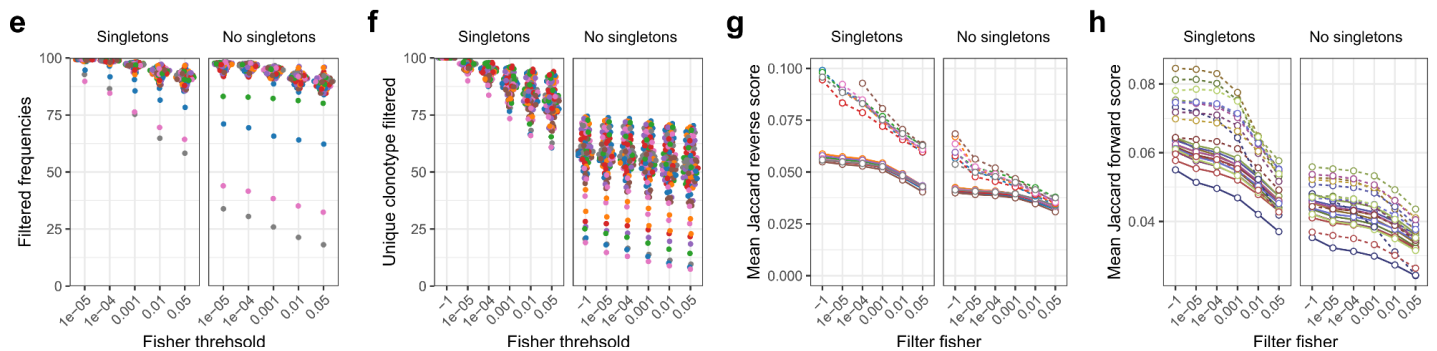 e
Singletons
No singletons
Filtered frequencies
100
75
50
25
0
1e−05
1e−04
0.001
0.01
0.05
1e−05
1e−04
0.001
0.01
0.05
Fisher threhsold
f
Singletons
No singletons
Unique clonotype filtered
100
75
50
25
0
−1
1e−05
1e−04
0.001
0.01
0.05
−1
1e−05
1e−04
0.001
0.01
0.05
Fisher threhsold
g
Singletons
No singletons
Mean Jaccard reverse score
0.100
0.075
0.050
0.025
0.000
−1
1e−05
1e−04
0.001
0.01
0.05
−1
1e−05
1e−04
0.001
0.01
0.05
Filter fisher
h
Singletons
No singletons
Mean Jaccard forward score
0.08
0.06
0.04
−1
1e−05
1e−04
0.001
0.01
0.05
−1
1e−05
1e−04
0.001
0.01
0.05
Filter fisher